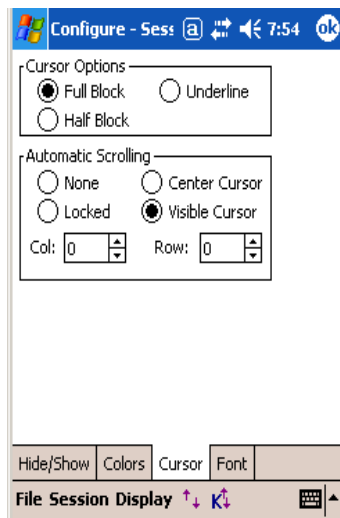 Configure - Sess a 7:54 ok
Cursor Options
Full Block Underline
Half Block
Automatic Scrolling
None Center Cursor
Locked Visible Cursor
Col: 0 Row: 0
Hide/Show Colors Cursor Font
File Session Display K